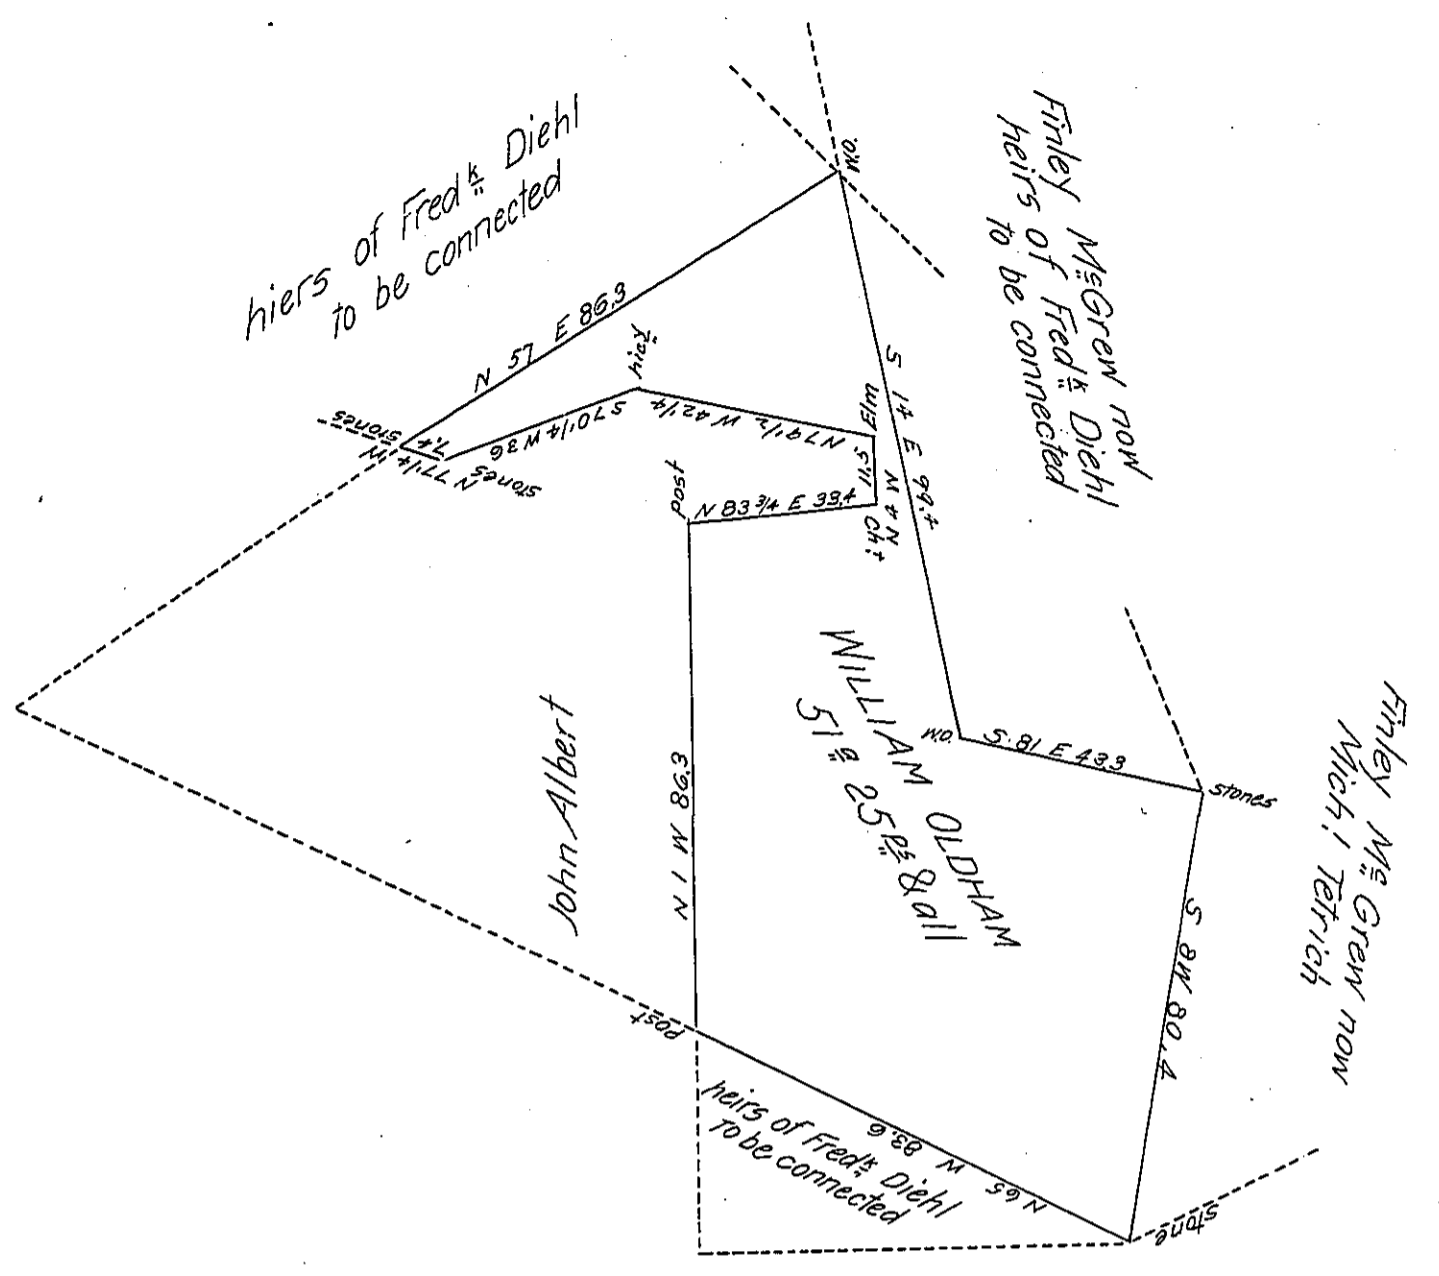 hiers of Fredk Diehl
to be connected
Finley McGrew now
heirs of Fredk Diehl
to be connected
W.O.
N 57 E 86.3
hicky
S 14 E 99.4
stones
7.4
N 77 1/4 W
stones
S 70 1/4 W 36
N 79 1/2 W 42 1/4
N 4 W 11.5
cht
post
N 83 3/4 E 33.4
WILLIAM OLDHAM
51a 25ps & all
w.o.
S. 81 E 43.3
stones
Finley McGrew now
Mich! Tetrich
S 8 W 80.4
John Albert
N 1 W 86.3
post
N 65 W 83.6
heirs of Fredk Diehl
To be connected
stone